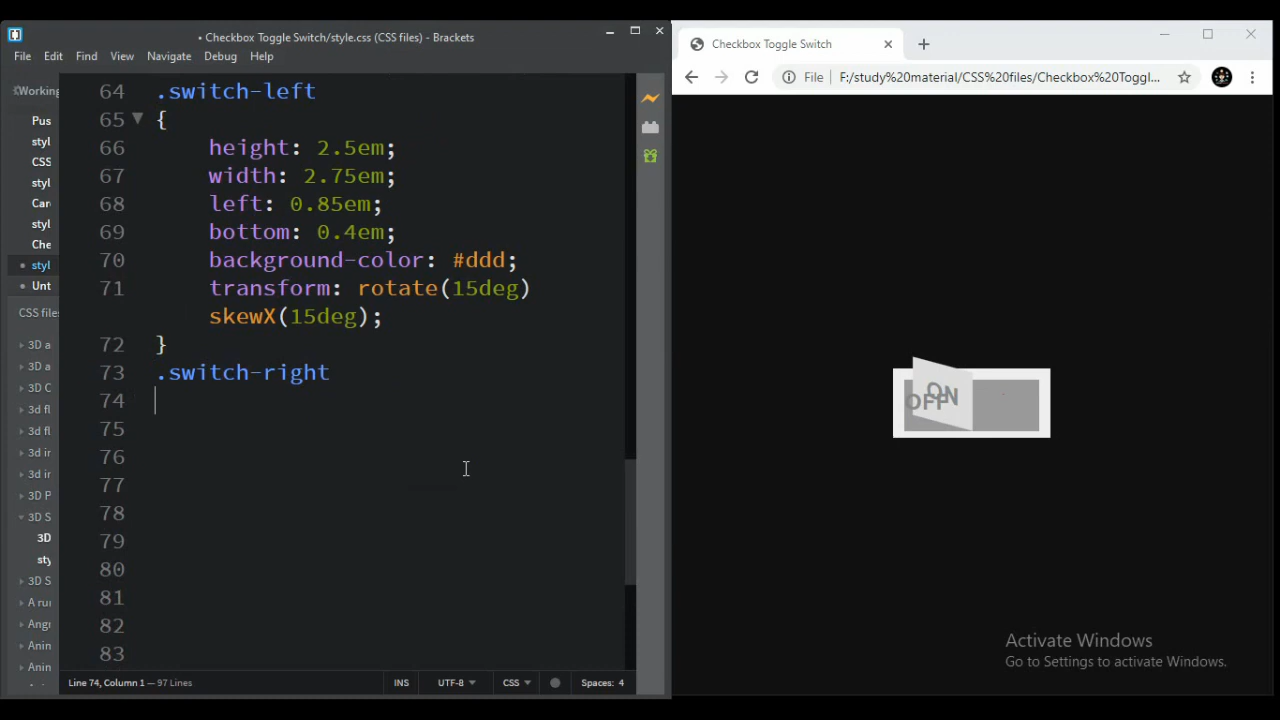 • Checkbox Toggle Switch/style.css (CSS files) - Brackets
File Edit Find View Navigate Debug Help
Working
Pus
styl
CSS
styl
Car
styl
Che
• styl
• Unt
CSS files
3D a
3D a
3D C
3d fl
3d fl
3d ir
3d ir
3D P
3D S
3D
sty
3D S
A rur
Angr
Anin
Anin
64 .switch-left
65 {
66 height: 2.5em;
67 width: 2.75em;
68 left: 0.85em;
69 bottom: 0.4em;
70 background-color: #ddd;
71 transform: rotate(15deg)
skewX(15deg);
72 }
73 .switch-right
74
75
76
77
78
79
80
81
82
83
Line 74, Column 1 — 97 Lines
INS UTF-8 CSS Spaces: 4
Checkbox Toggle Switch
File F:/study%20material/CSS%20files/Checkbox%20Toggl...
ON
OFF
Activate Windows
Go to Settings to activate Windows.